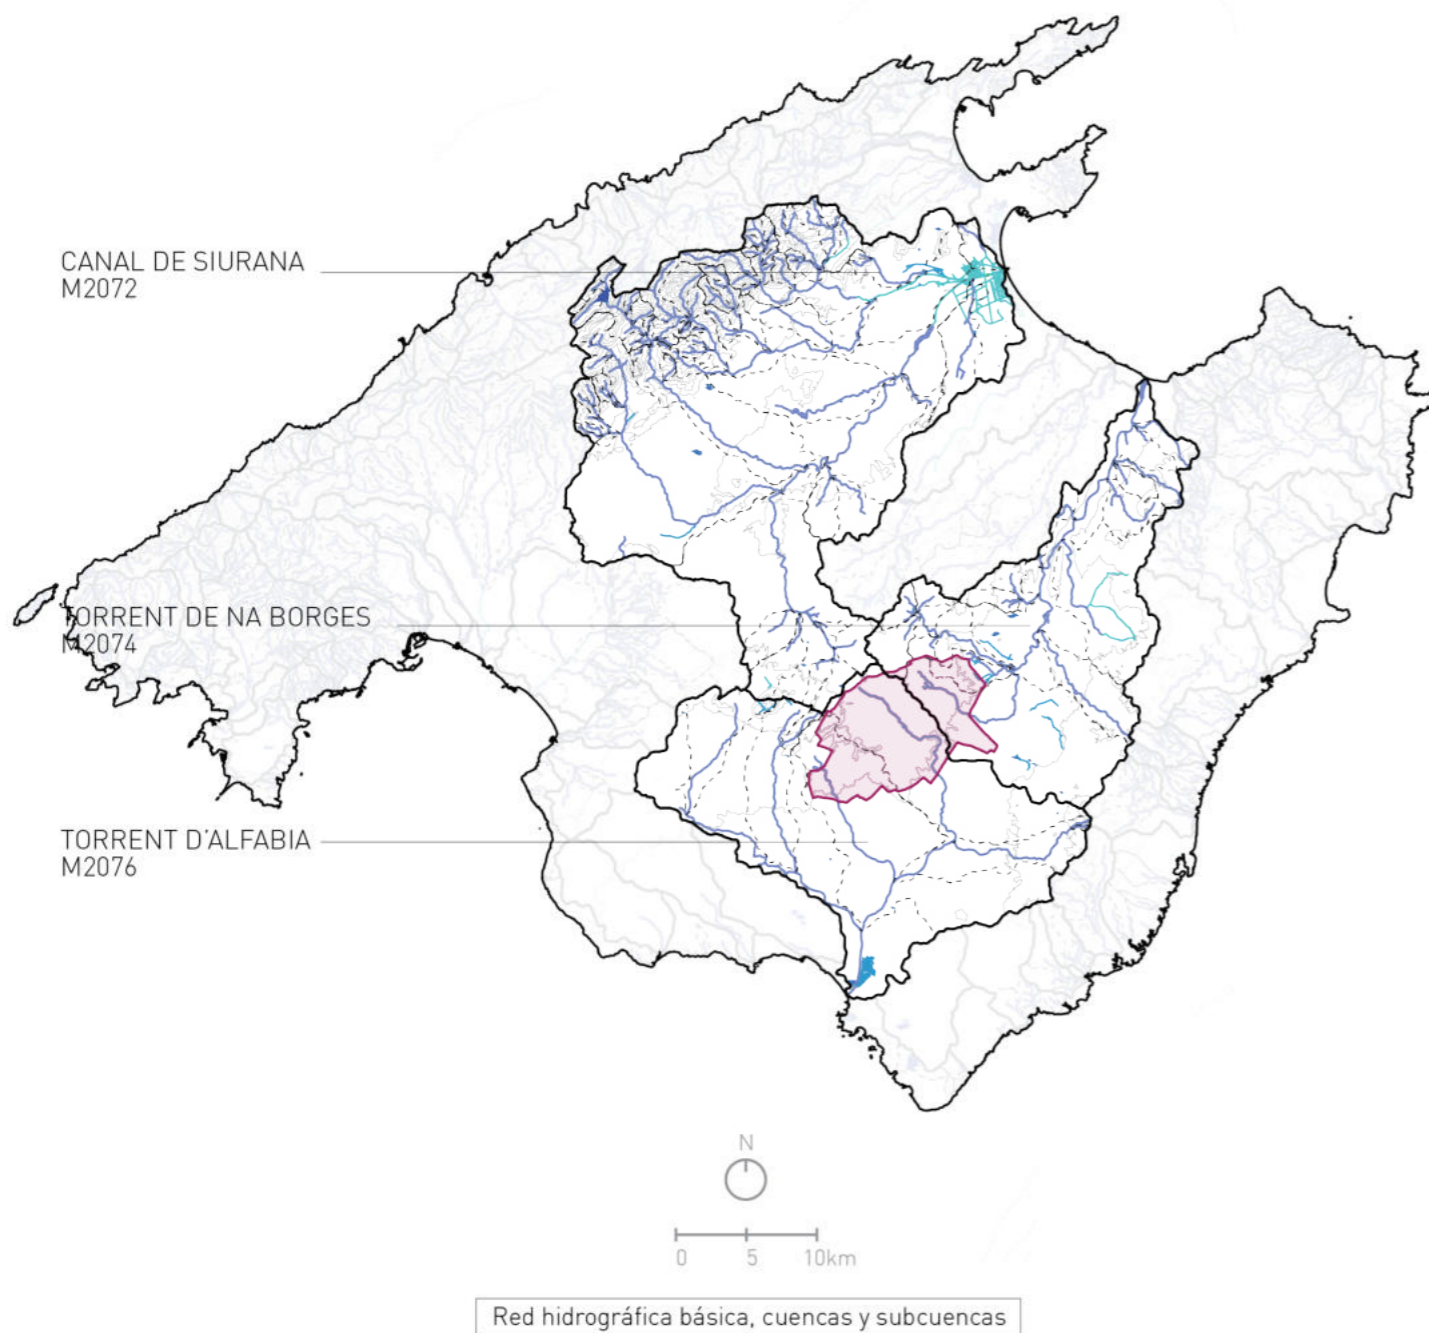 CANAL DE SIURANA
M2072
TORRENT DE NA BORGES
M2074
TORRENT D'ALFABIA
M2076
N
0 5 10km
Red hidrográfica básica, cuencas y subcuencas